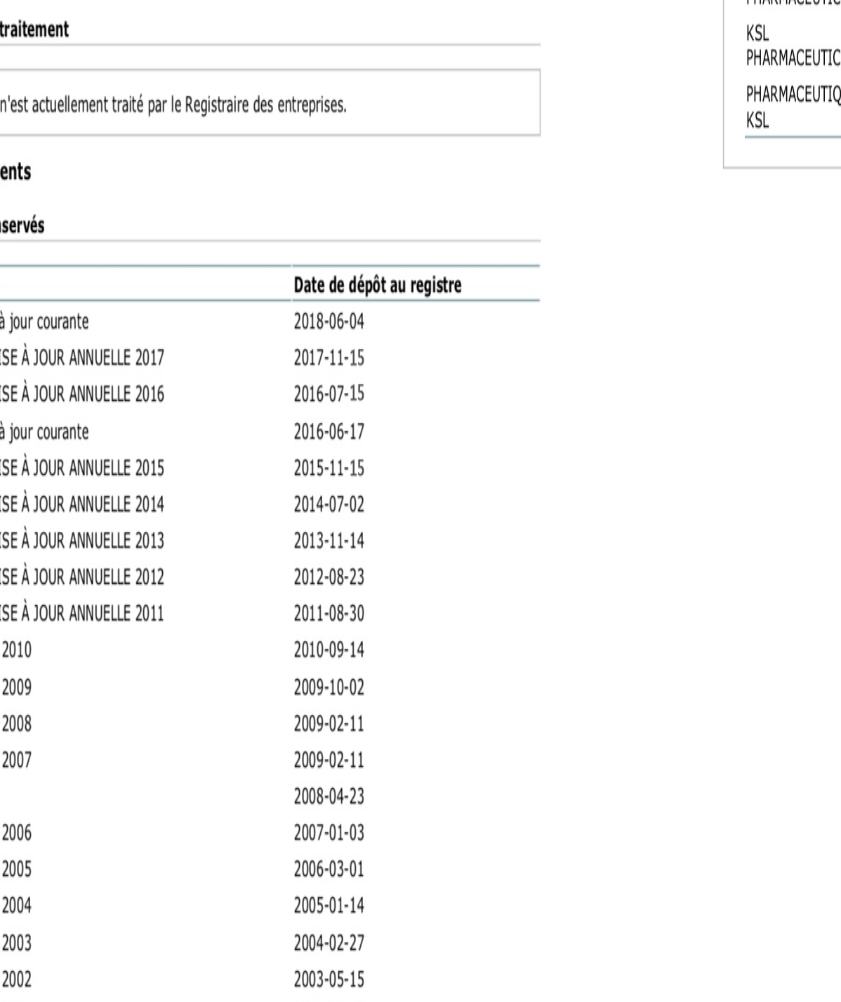 traitement
n'est actuellement traité par le Registraire des entreprises.
ents
servés
Date de dépôt au registre
à jour courante 2018-06-04
ISE À JOUR ANNUELLE 2017 2017-11-15
ISE À JOUR ANNUELLE 2016 2016-07-15
à jour courante 2016-06-17
ISE À JOUR ANNUELLE 2015 2015-11-15
ISE À JOUR ANNUELLE 2014 2014-07-02
ISE À JOUR ANNUELLE 2013 2013-11-14
ISE À JOUR ANNUELLE 2012 2012-08-23
ISE À JOUR ANNUELLE 2011 2011-08-30
2010 2010-09-14
2009 2009-10-02
2008 2009-02-11
2007 2009-02-11
2008-04-23
2006 2007-01-03
2005 2006-03-01
2004 2005-01-14
2003 2004-02-27
2002 2003-05-15
KSL
PHARMACEUTIC
PHARMACEUTIQ
KSL